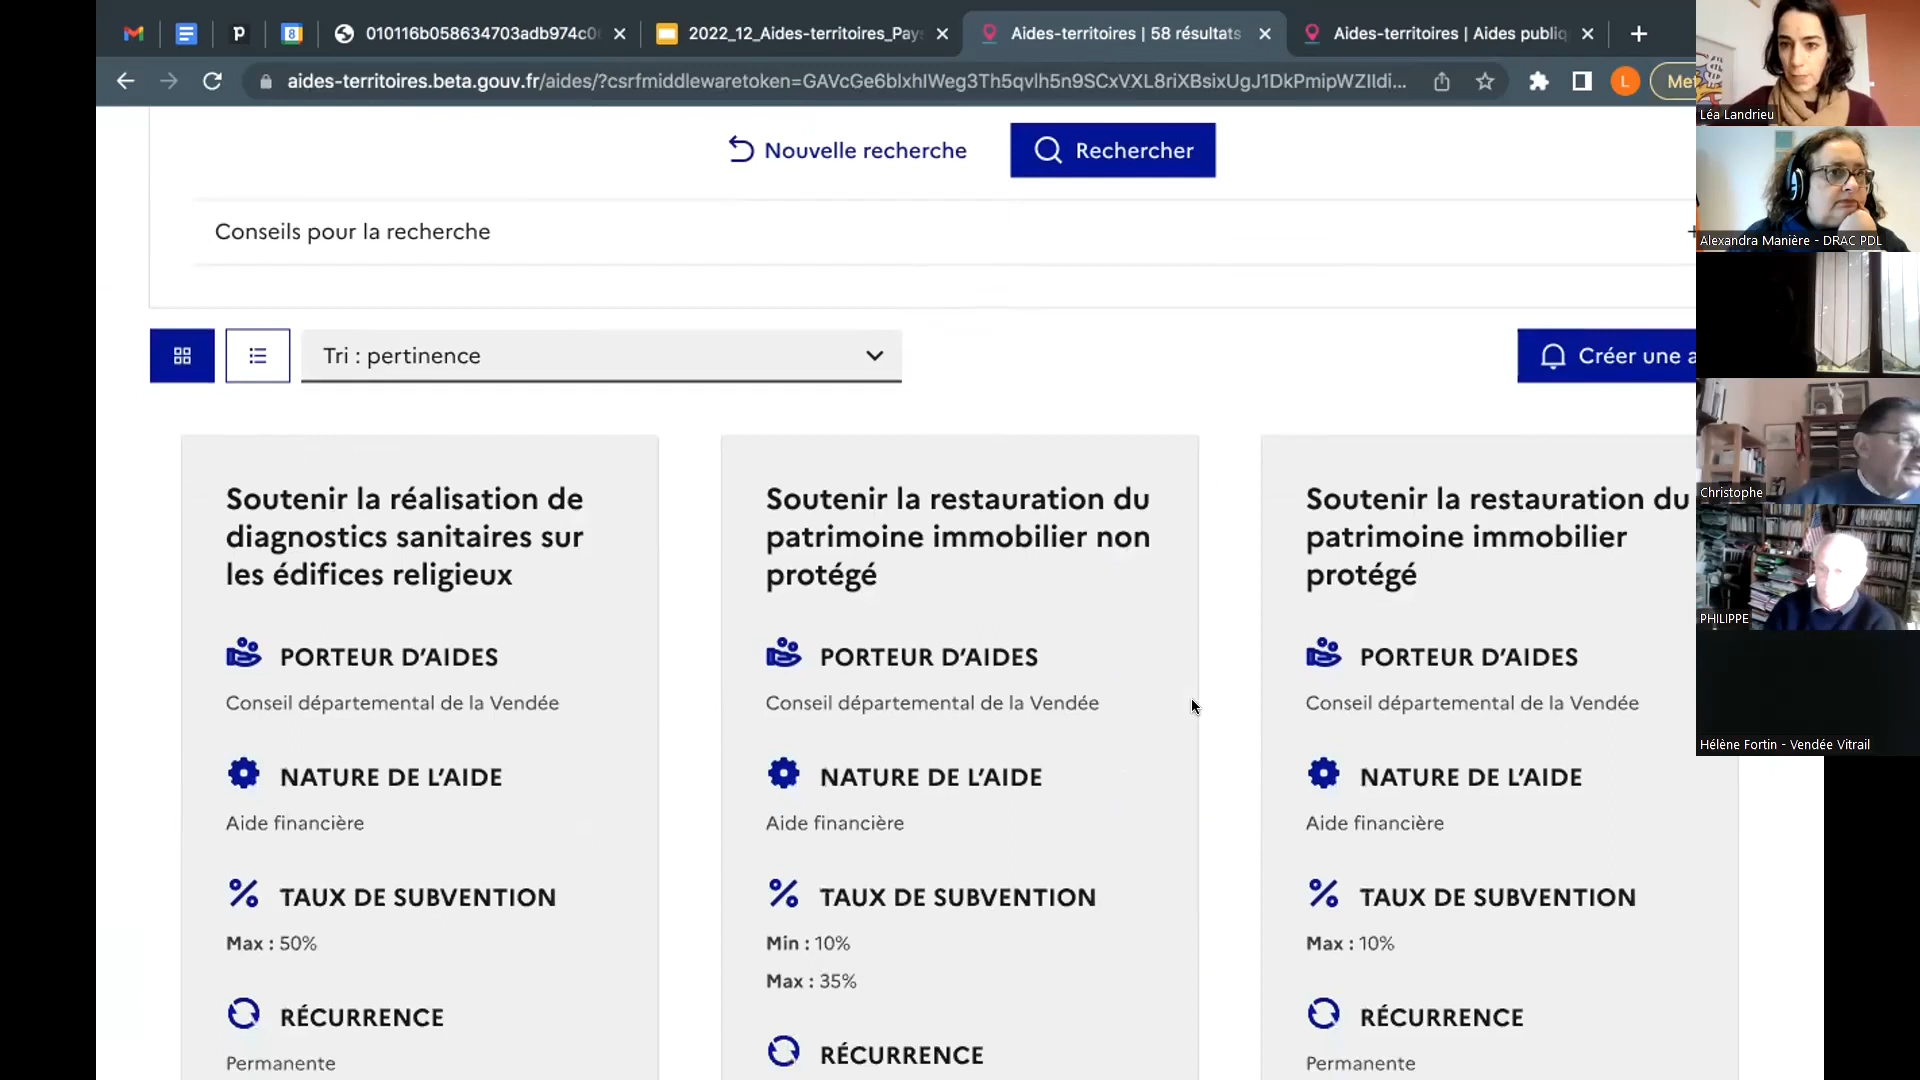 8
010116b058634703adb974c0
2022_12_Aides-territoires_Pay
Aides-territoires | 58 résultats
Aides-territoires | Aides publiq
aides-territoires.beta.gouv.fr/aides/?csrfmiddlewaretoken=GAVcGe6blxhIWeg3Th5qvlh5n9SCxVXL8riXBsixUgJ1DkPmipWZIldi...
L
Met
Nouvelle recherche
Rechercher
Conseils pour la recherche
Tri : pertinence
Créer une a
Soutenir la réalisation de
diagnostics sanitaires sur
les édifices religieux
PORTEUR D’AIDES
Conseil départemental de la Vendée
NATURE DE L’AIDE
Aide financière
TAUX DE SUBVENTION
Max : 50%
RÉCURRENCE
Permanente
Soutenir la restauration du
patrimoine immobilier non
protégé
PORTEUR D’AIDES
Conseil départemental de la Vendée
NATURE DE L’AIDE
Aide financière
TAUX DE SUBVENTION
Min : 10%
Max : 35%
RÉCURRENCE
Soutenir la restauration du
patrimoine immobilier
protégé
PORTEUR D’AIDES
Conseil départemental de la Vendée
NATURE DE L’AIDE
Aide financière
TAUX DE SUBVENTION
Max : 10%
RÉCURRENCE
Permanente
Léa Landrieu
Alexandra Manière - DRAC PDL
Christophe
PHILIPPE
Hélène Fortin - Vendée Vitrail